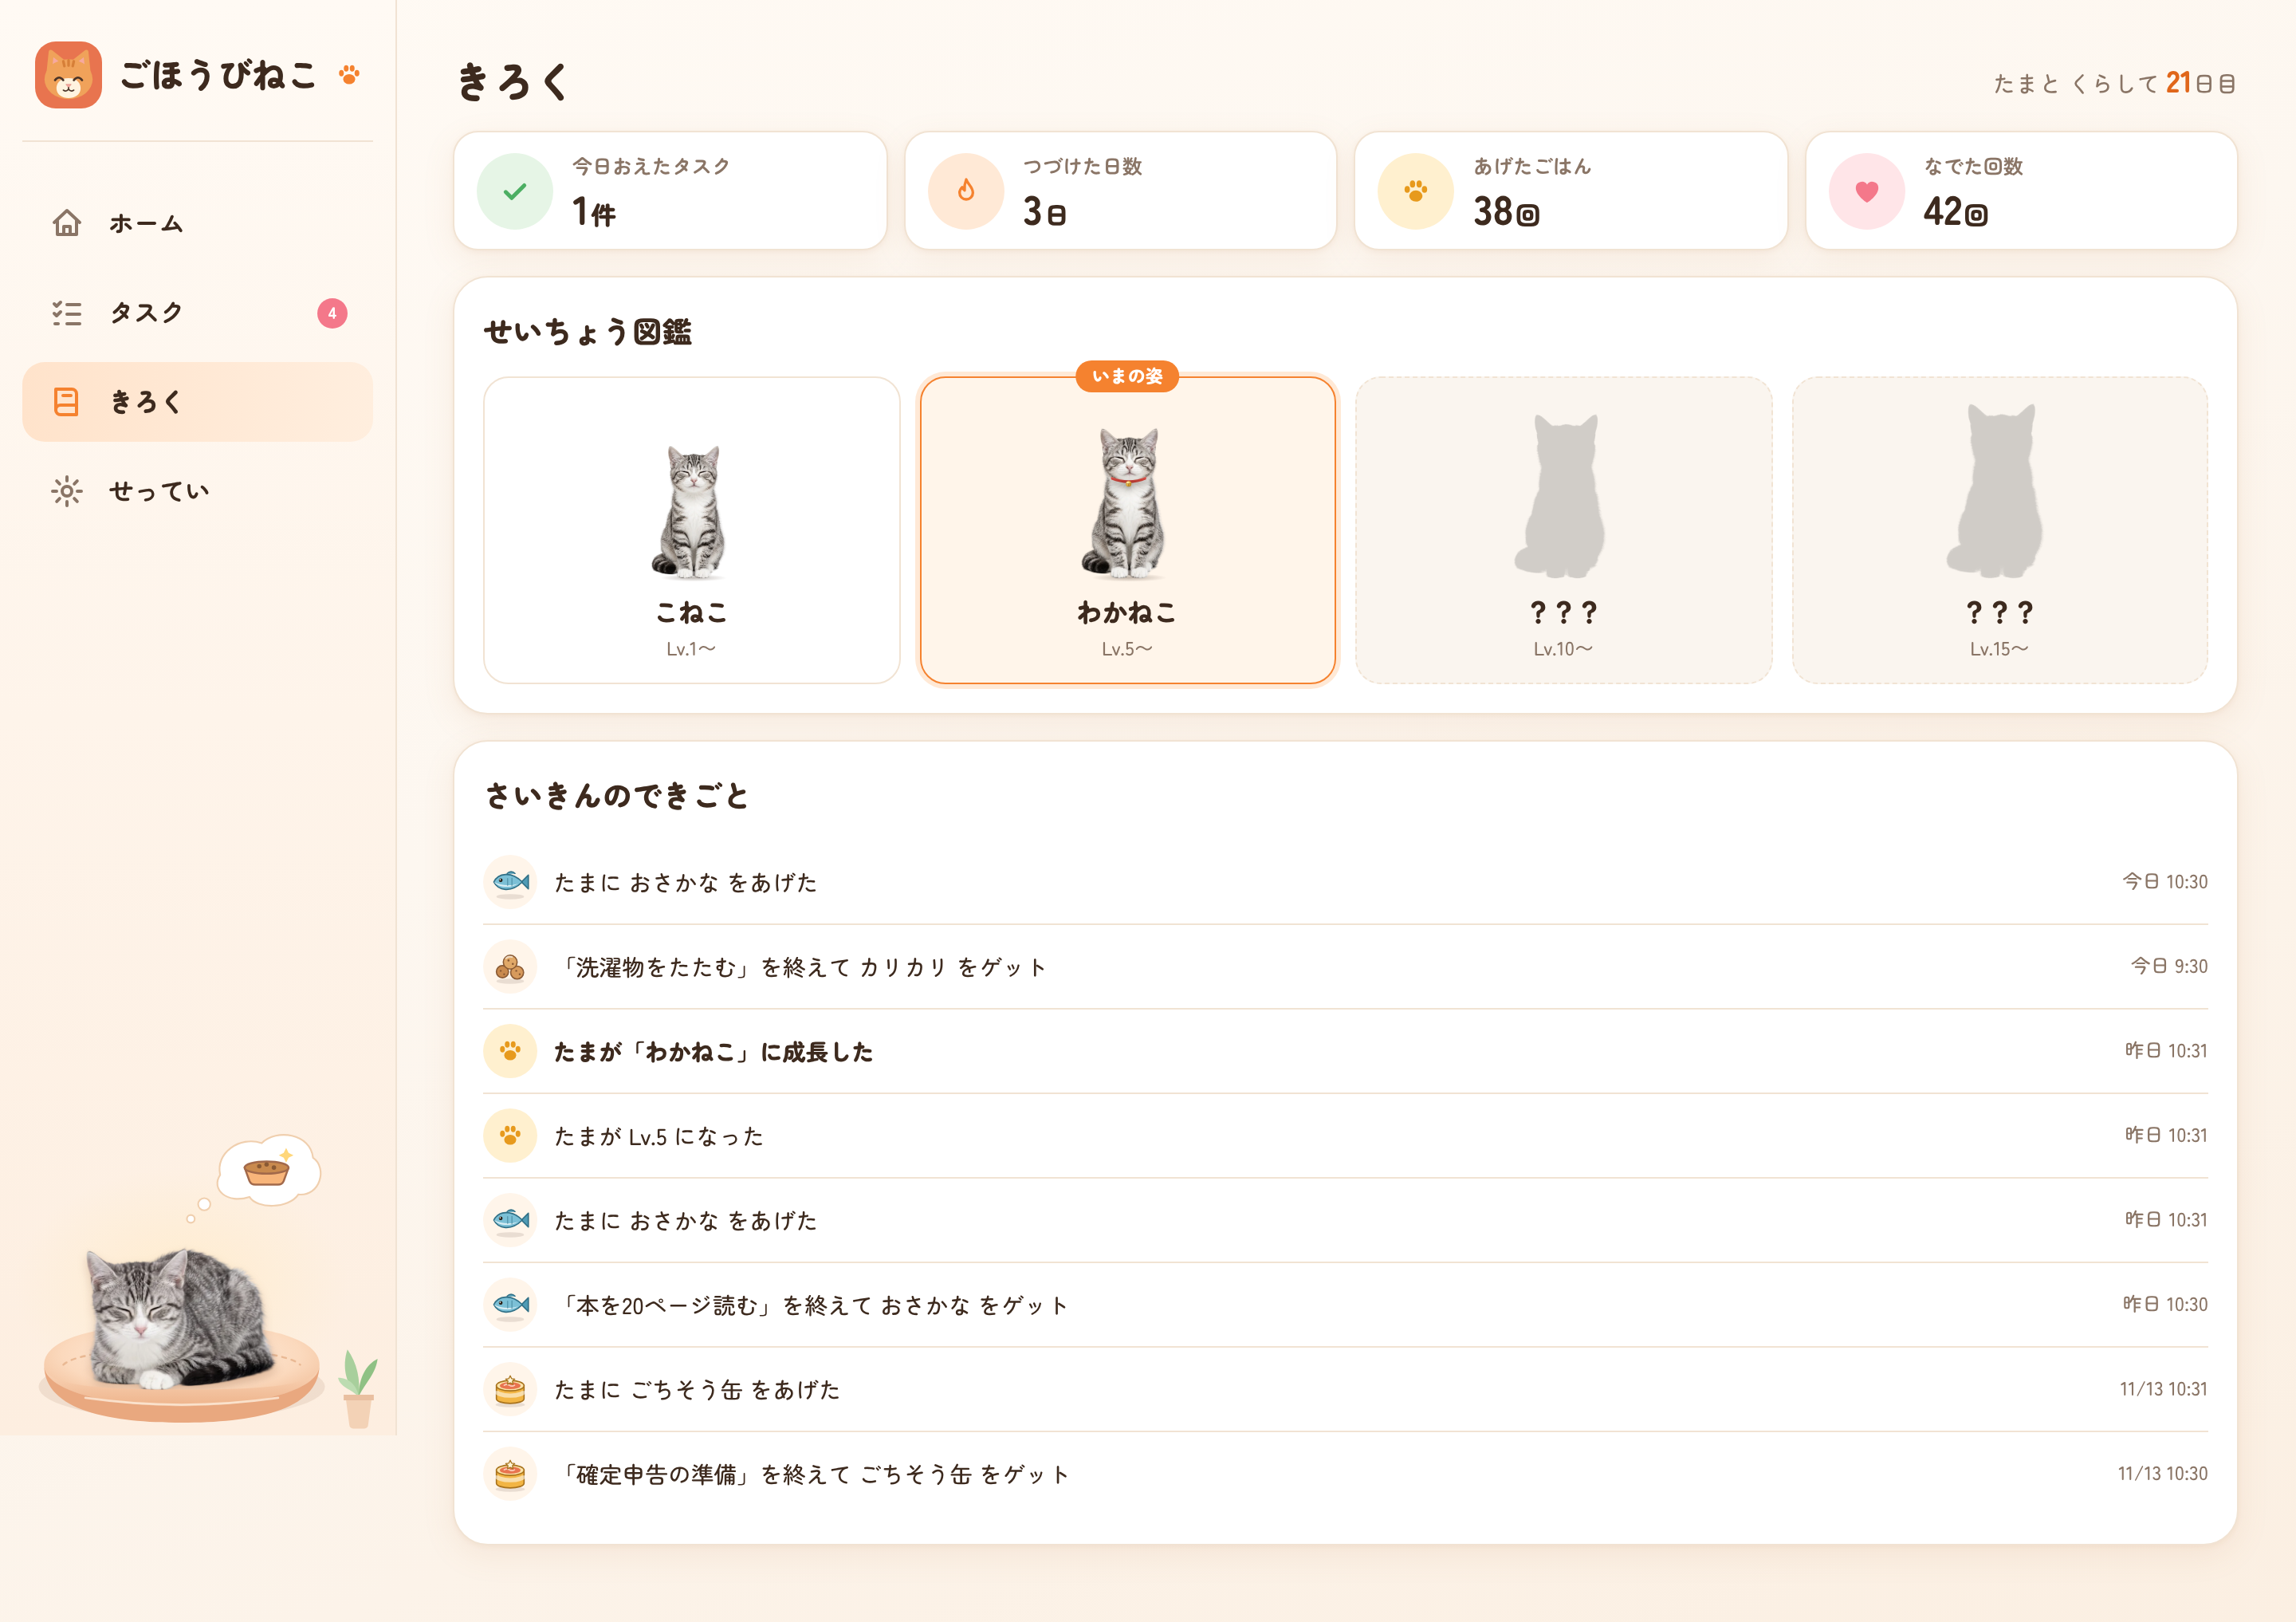 ごほうびねこ
ホーム
タスク 4
きろく
せってい
きろく
たまと くらして 21日目
今日おえたタスク
1件
つづけた日数
3日
あげたごはん
38回
なでた回数
42回
せいちょう図鑑
いまの姿
こねこ
Lv.1〜
わかねこ
Lv.5〜
？？？
Lv.10〜
？？？
Lv.15〜
さいきんのできごと
たまに おさかな をあげた 今日 10:30
「洗濯物をたたむ」を終えて カリカリ をゲット 今日 9:30
たまが「わかねこ」に成長した 昨日 10:31
たまが Lv.5 になった 昨日 10:31
たまに おさかな をあげた 昨日 10:31
「本を20ページ読む」を終えて おさかな をゲット 昨日 10:30
たまに ごちそう缶 をあげた 11/13 10:31
「確定申告の準備」を終えて ごちそう缶 をゲット 11/13 10:30